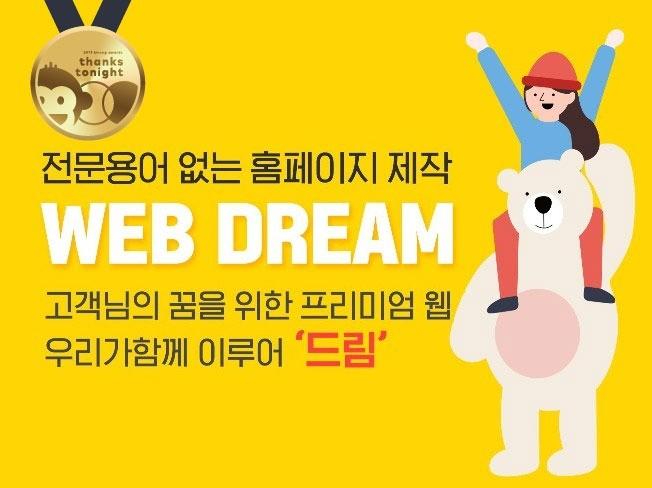 thanks
tonight
전문용어 없는 홈페이지 제작
WEB DREAM
고객님의 꿈을 위한 프리미엄 웹
우리가함께 이루어 '드림'